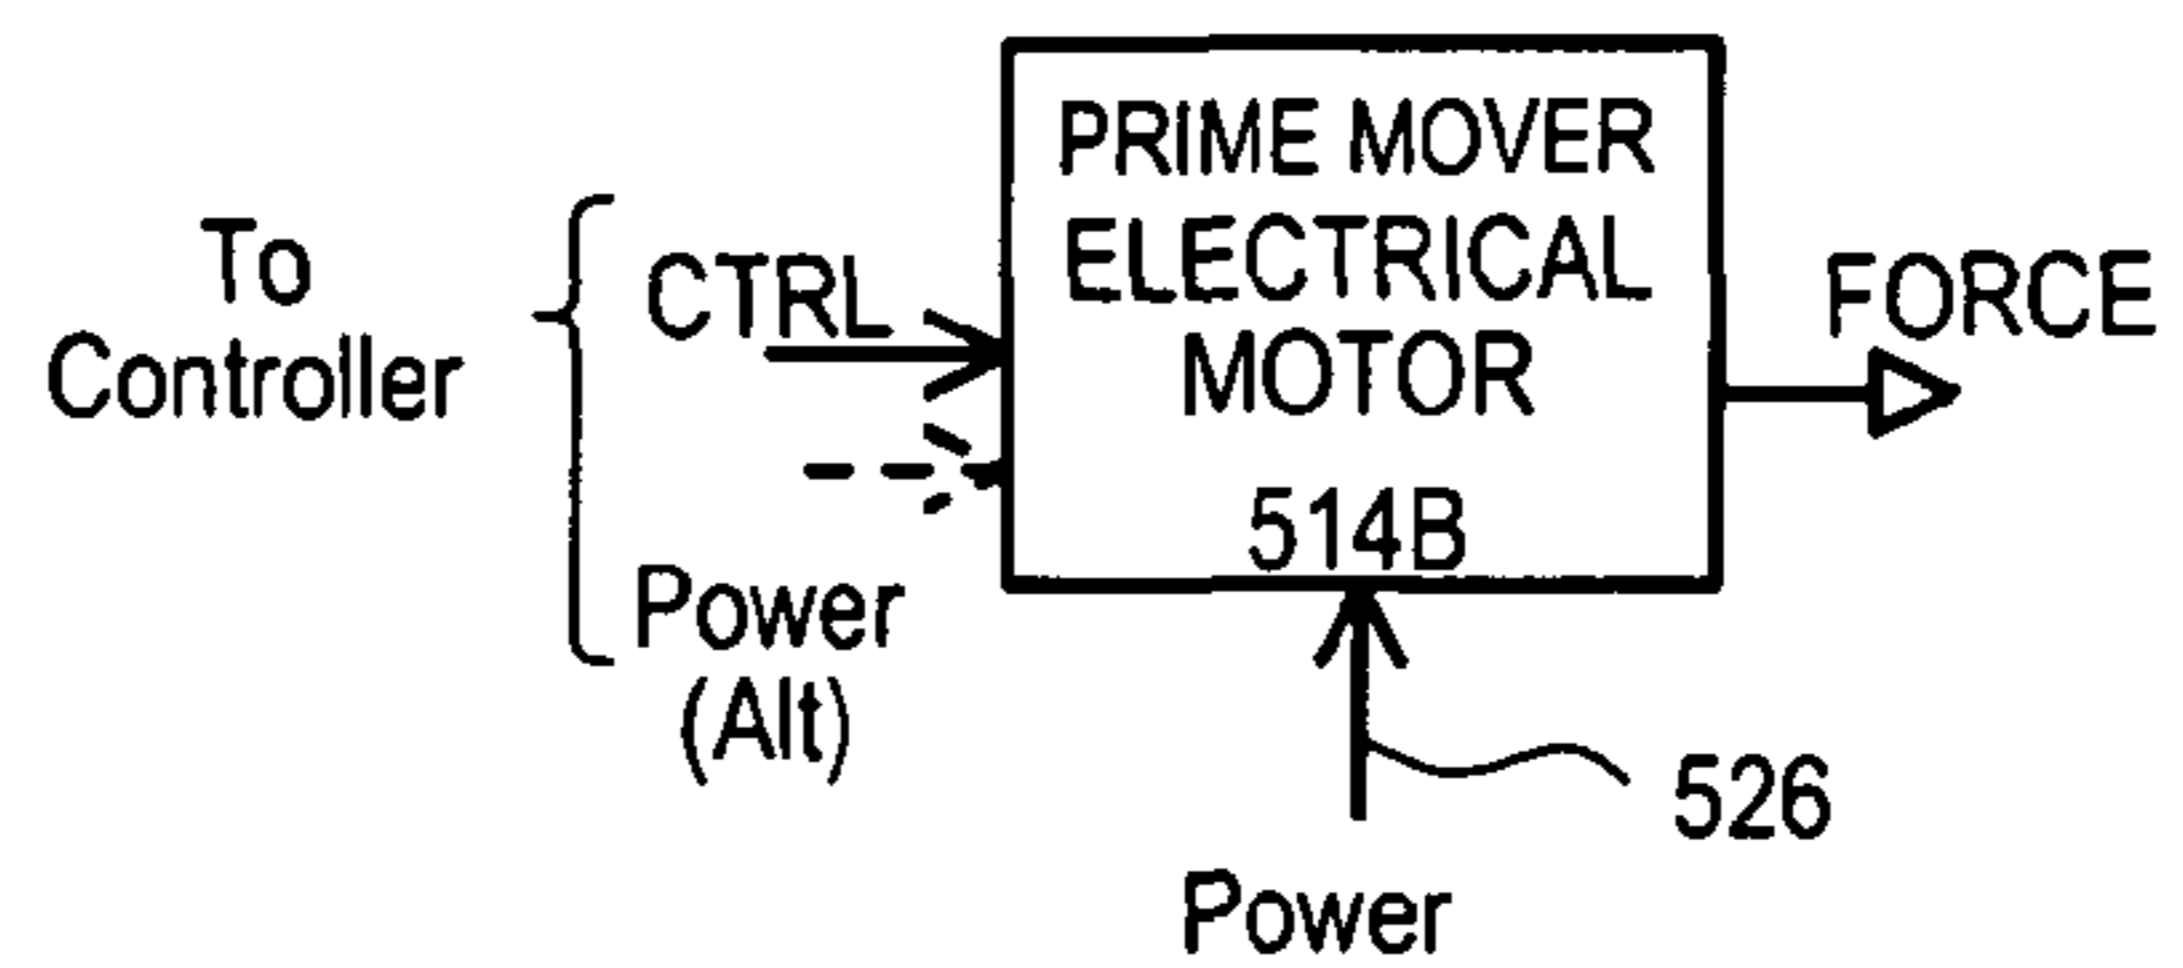 To
Controller
CTRL
Power
(Alt)
PRIME MOVER
ELECTRICAL
MOTOR
514B
FORCE
526
Power